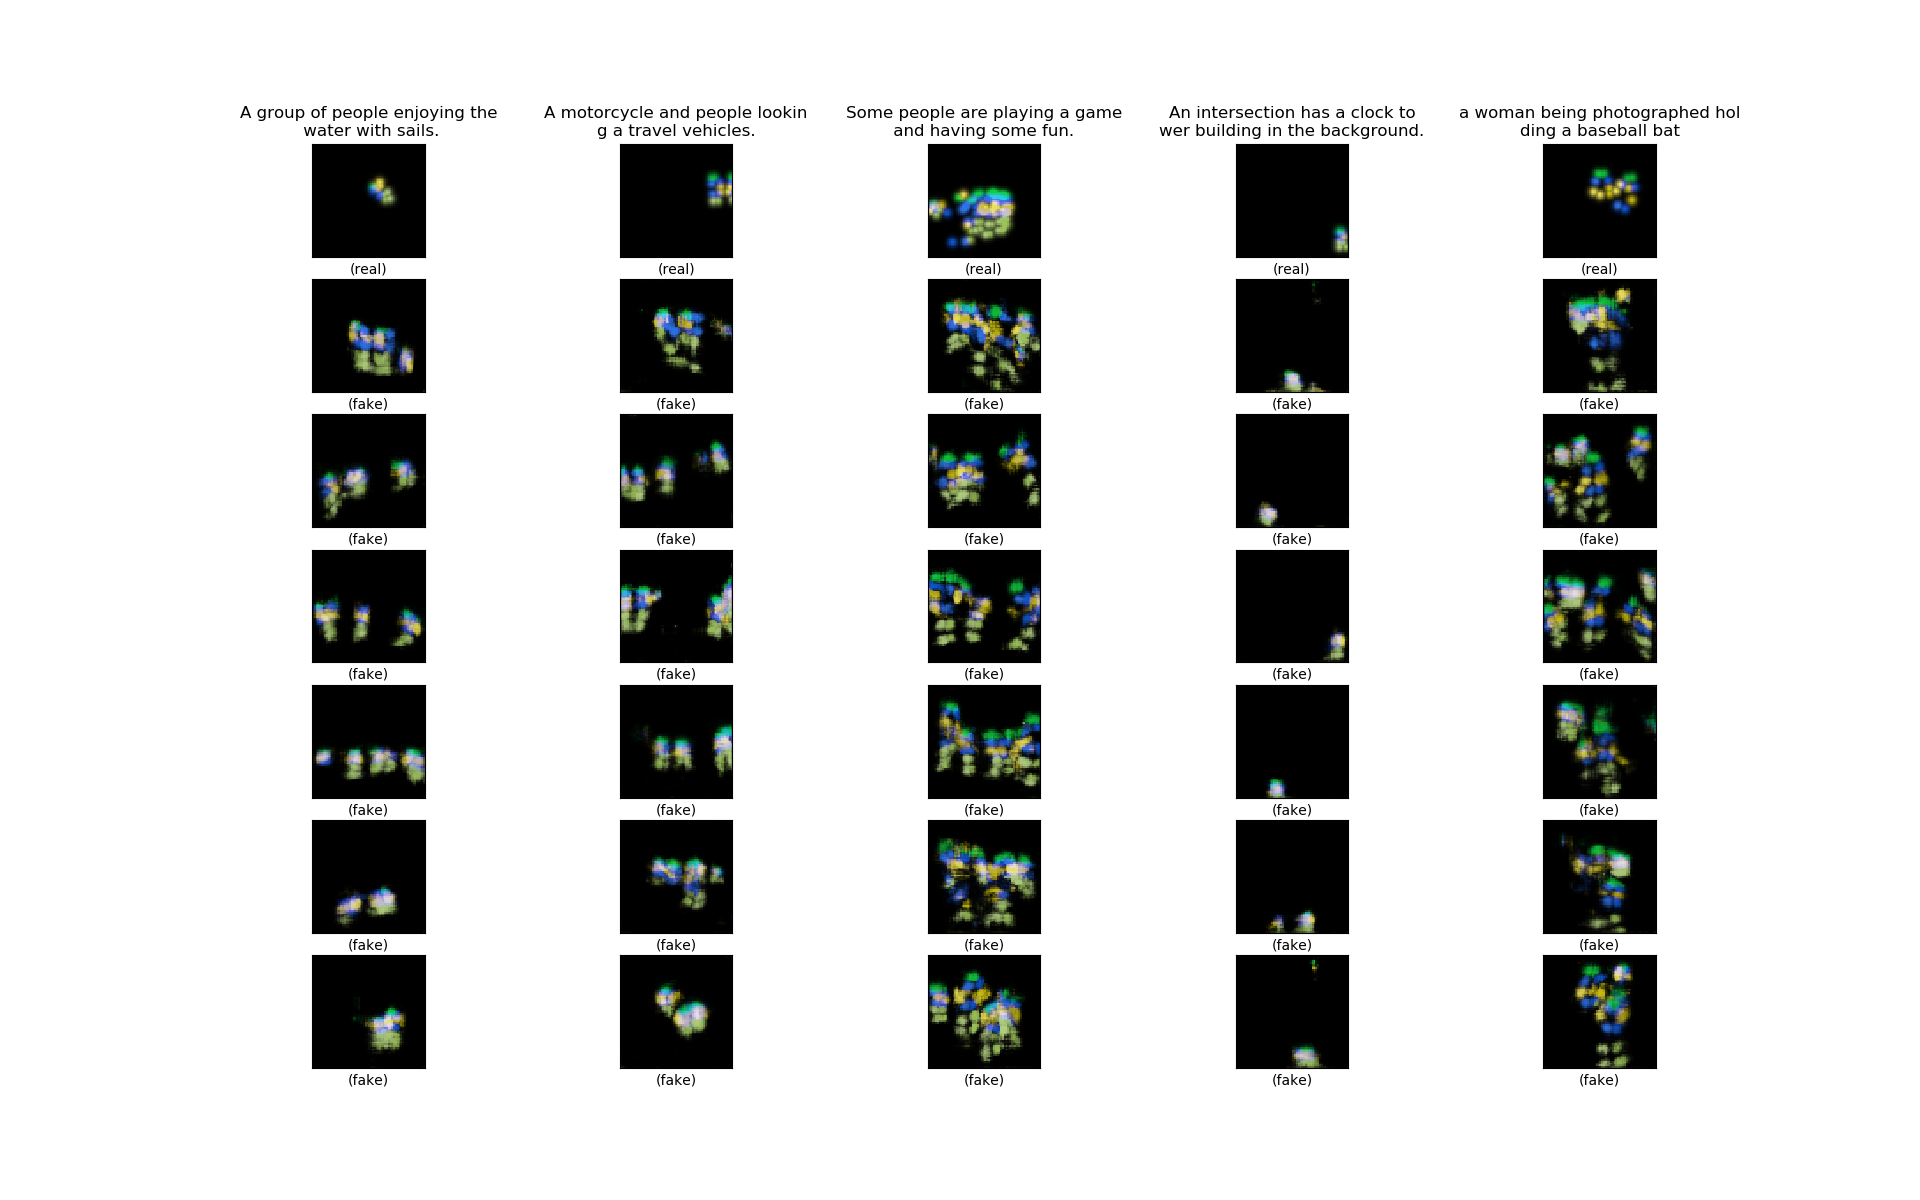 A group of people enjoying the
water with sails.
A motorcycle and people lookin
g a travel vehicles.
Some people are playing a game
and having some fun.
An intersection has a clock to
wer building in the background.
a woman being photographed hol
ding a baseball bat
(real) (real) (real) (real) (real)
(fake) (fake) (fake) (fake) (fake)
(fake) (fake) (fake) (fake) (fake)
(fake) (fake) (fake) (fake) (fake)
(fake) (fake) (fake) (fake) (fake)
(fake) (fake) (fake) (fake) (fake)
(fake) (fake) (fake) (fake) (fake)